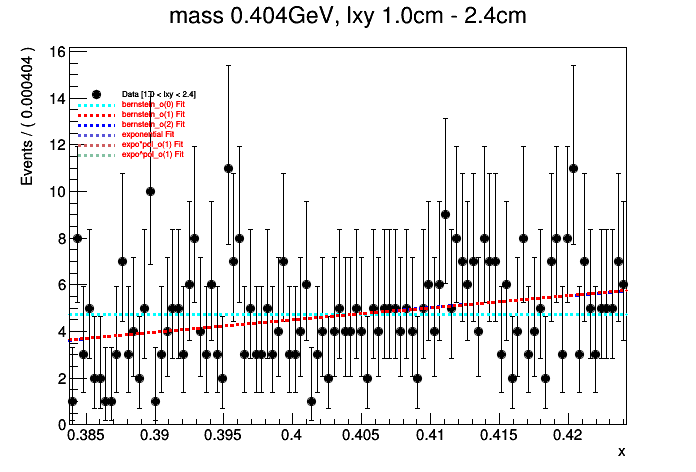 mass 0.404GeV, lxy 1.0cm - 2.4cm
Events / ( 0.000404 )
16
14
12
10
8
6
4
2
0
Data [1.0 < lxy < 2.4]
bernstein_o(0) Fit
bernstein_o(1) Fit
bernstein_o(2) Fit
exponential Fit
expo*pol_o(1) Fit
expo*pol_o(1) Fit
0.385 0.39 0.395 0.4 0.405 0.41 0.415 0.42
x